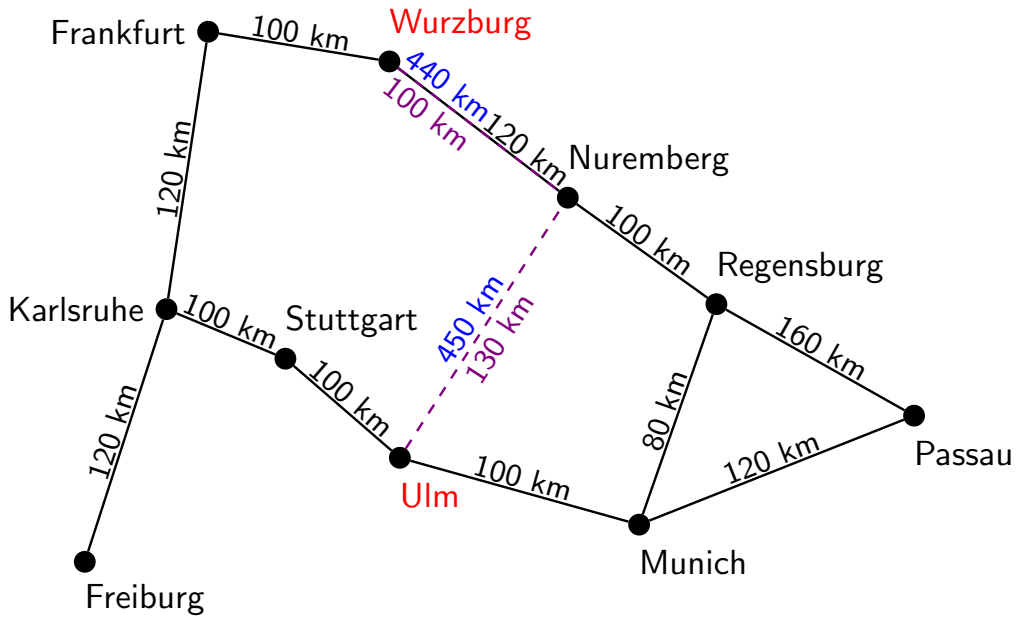 Wurzburg
Frankfurt
100 km
440 km
100 km
120 km
Nuremberg
120 km
100 km
Regensburg
Karlsruhe
100 km
Stuttgart
450 km
130 km
160 km
100 km
80 km
120 km
Passau
120 km
100 km
Ulm
Munich
Freiburg